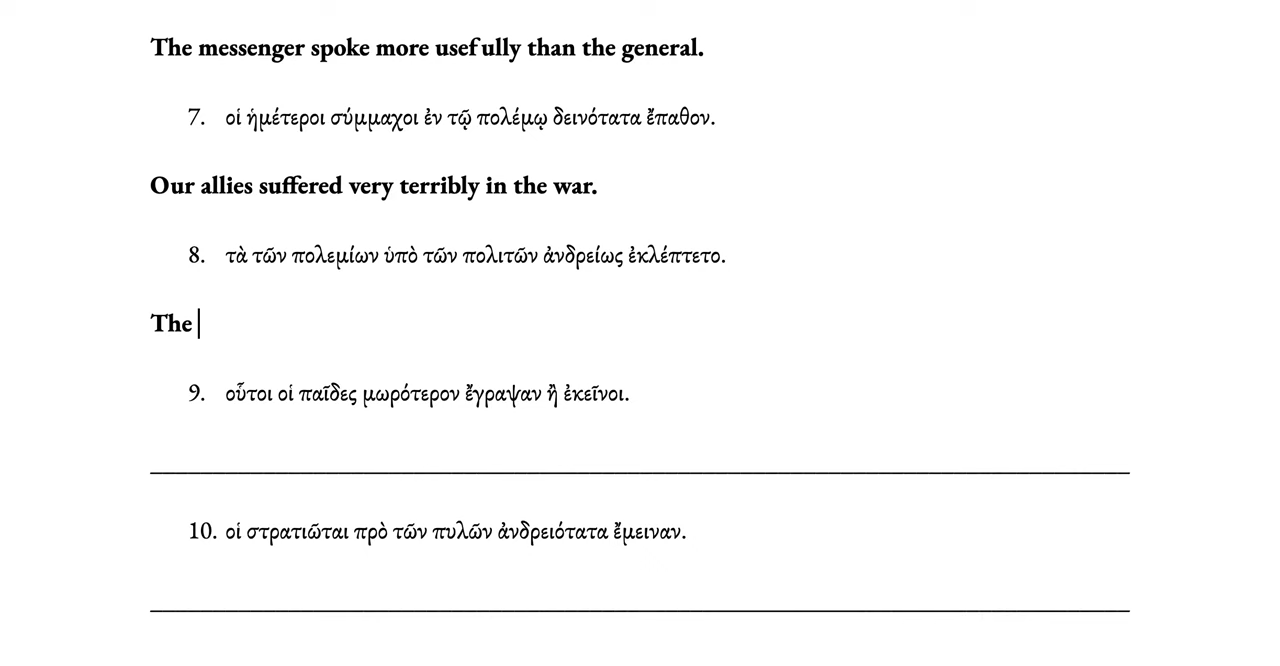 The messenger spoke more usefully than the general.
7. οἱ ἡμέτεροι σύμμαχοι ἐν τῷ πολέμῳ δεινότατα ἔπαθον.
Our allies suffered very terribly in the war.
8. τὰ τῶν πολεμίων ὑπὸ τῶν πολιτῶν ἀνδρείως ἐκλέπτετο.
The
9. οὗτοι οἱ παῖδες μωρότερον ἔγραψαν ἢ ἐκεῖνοι.
10. οἱ στρατιῶται πρὸ τῶν πυλῶν ἀνδρειότατα ἔμειναν.